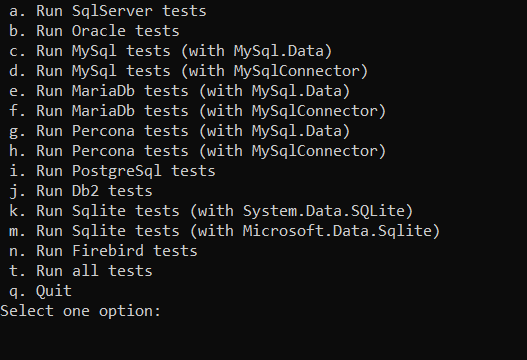 a. Run SqlServer tests
b. Run Oracle tests
c. Run MySql tests (with MySql.Data)
d. Run MySql tests (with MySqlConnector)
e. Run MariaDb tests (with MySql.Data)
f. Run MariaDb tests (with MySqlConnector)
g. Run Percona tests (with MySql.Data)
h. Run Percona tests (with MySqlConnector)
i. Run PostgreSql tests
j. Run Db2 tests
k. Run Sqlite tests (with System.Data.SQLite)
m. Run Sqlite tests (with Microsoft.Data.Sqlite)
n. Run Firebird tests
t. Run all tests
q. Quit
Select one option: